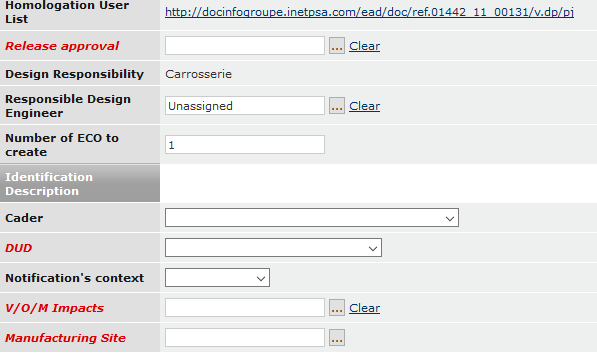 Homologation User
List
http://docinfogroupe.inetpsa.com/ead/doc/ref.01442_11_00131/v.dp/pj
Release approval
... Clear
Design Responsibility
Carrosserie
Responsible Design
Engineer
Unassigned
... Clear
Number of ECO to
create
1
Identification
Description
Cader
DUD
Notification's context
V/O/M Impacts
... Clear
Manufacturing Site
...